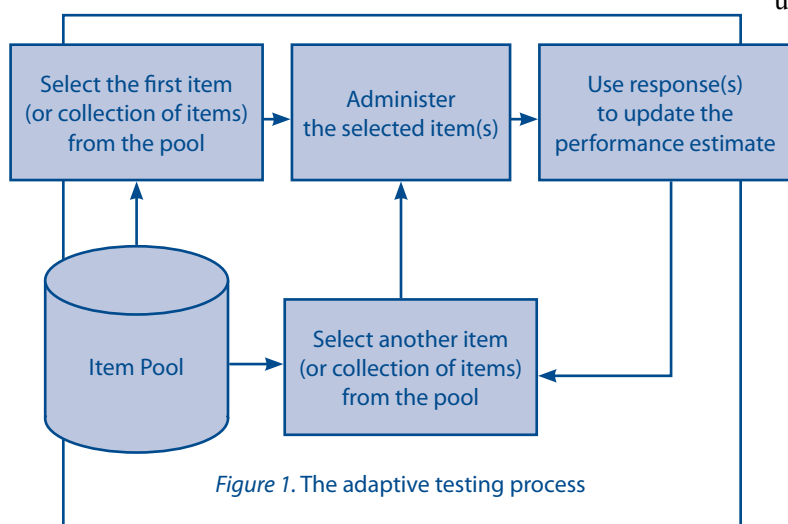 Select the first item
(or collection of items)
from the pool
Administer
the selected item(s)
Use response(s)
to update the
performance estimate
Item Pool
Select another item
(or collection of items)
from the pool
Figure 1. The adaptive testing process